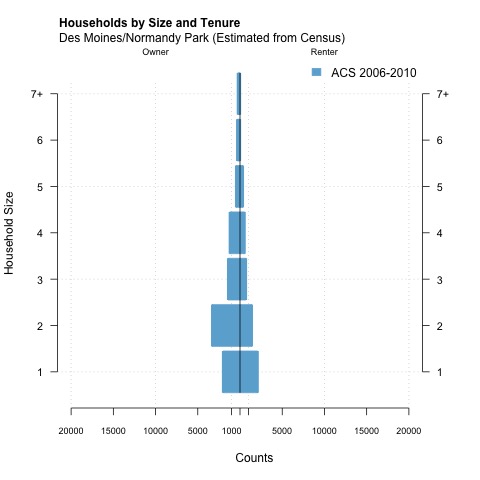 Households by Size and Tenure
Des Moines/Normandy Park (Estimated from Census)
Owner Renter
ACS 2006-2010
7+ 7+
6 6
5 5
4 4
3 3
2 2
1 1
Household Size
20000 15000 10000 5000 1000 5000 10000 15000 20000
Counts